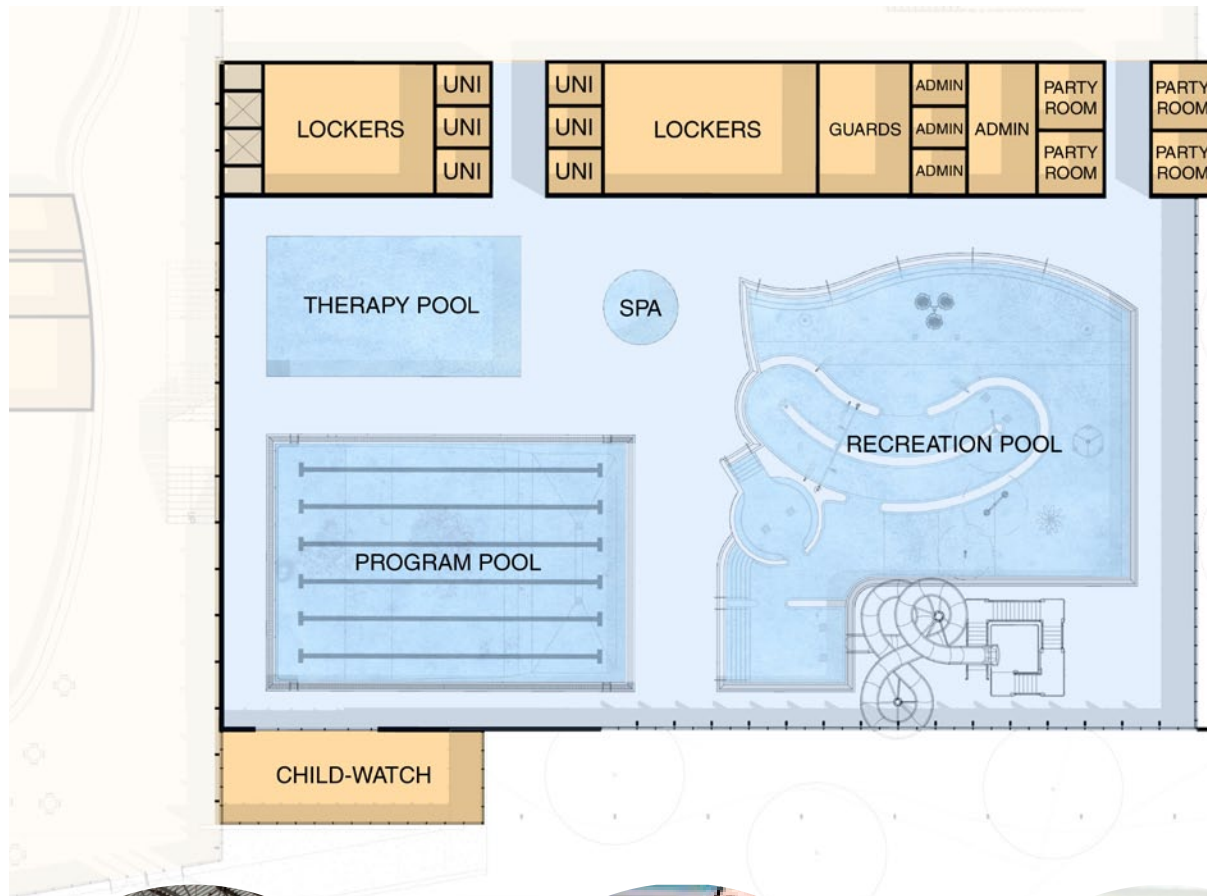 LOCKERS
UNI
UNI
UNI
UNI
UNI
UNI
LOCKERS
GUARDS
ADMIN
ADMIN
ADMIN
ADMIN
PARTY
ROOM
PARTY
ROOM
PARTY
ROOM
PARTY
ROOM
THERAPY POOL
SPA
RECREATION POOL
PROGRAM POOL
CHILD-WATCH